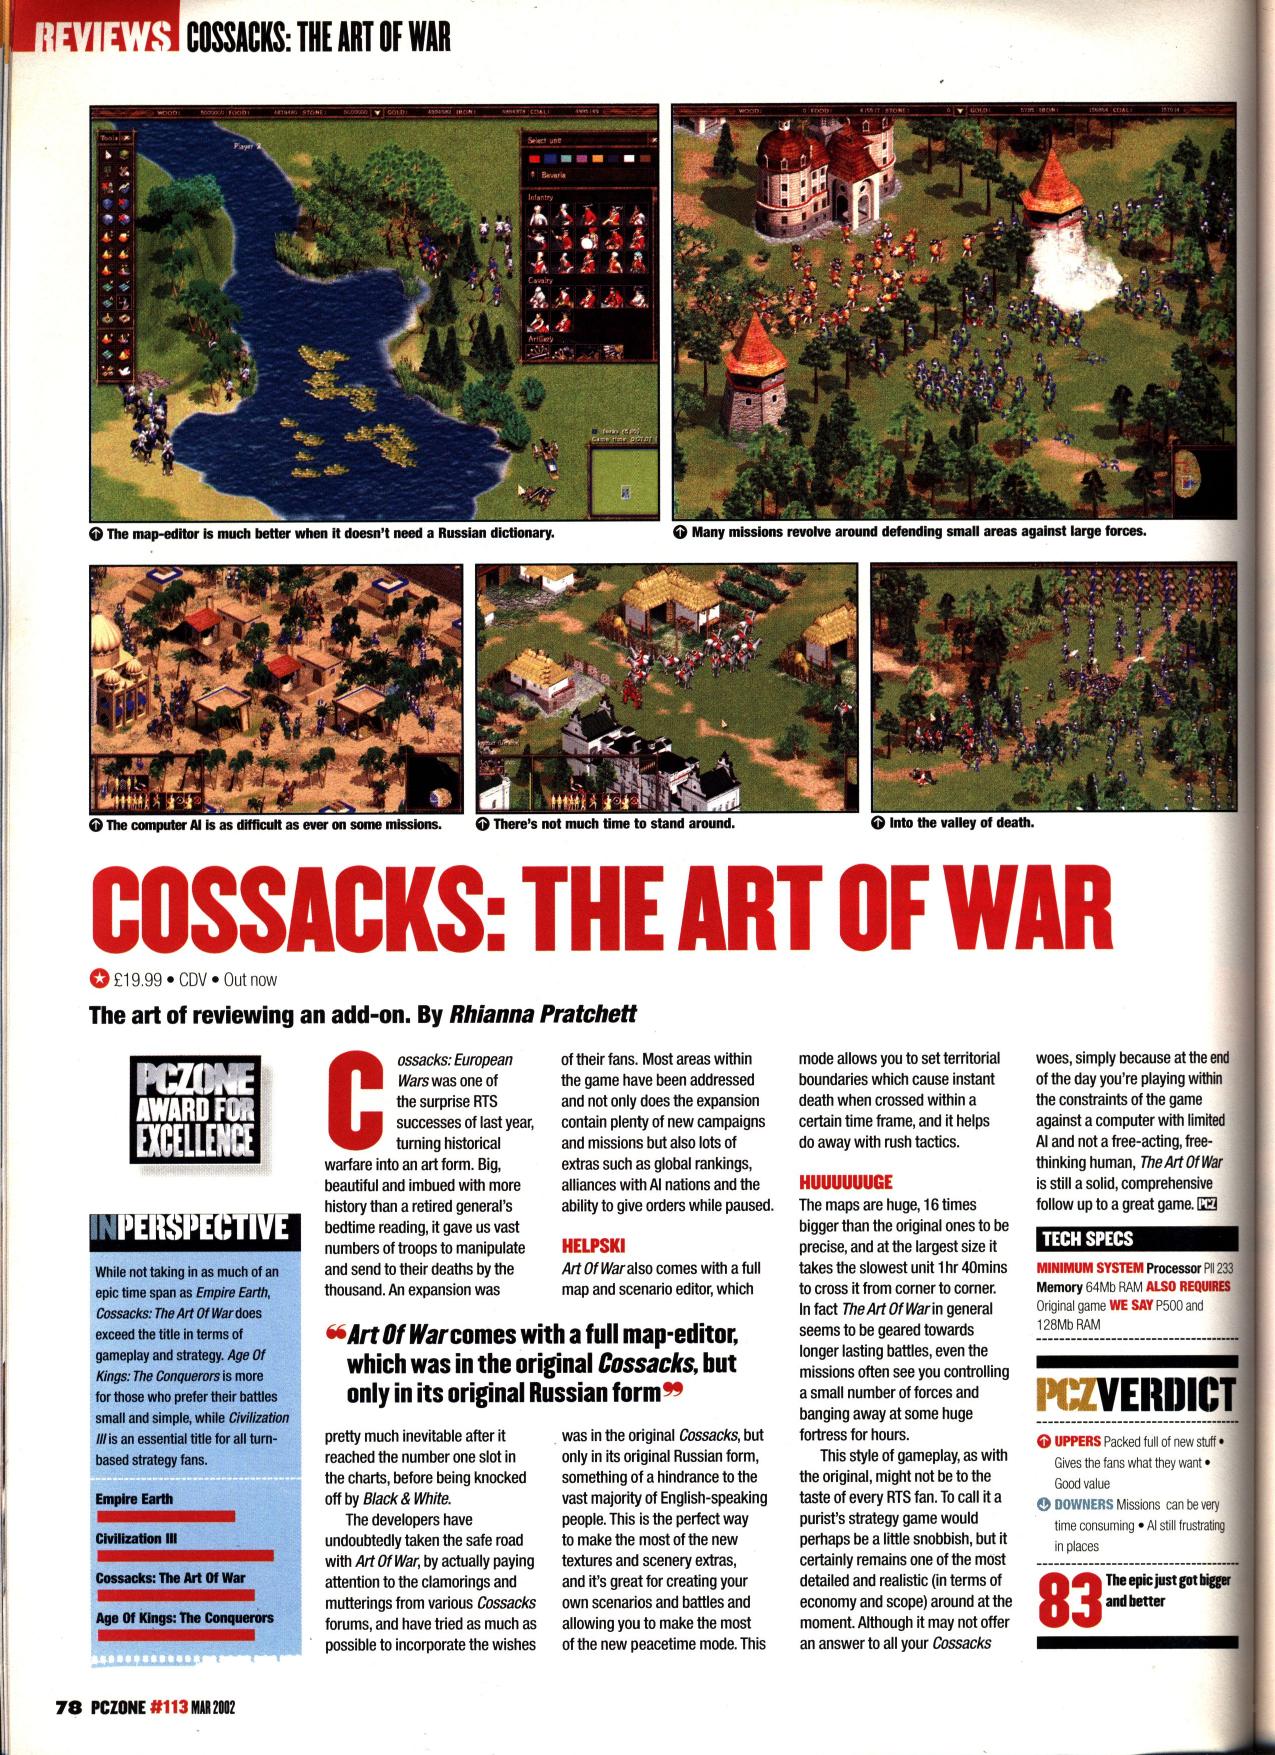 REVIEWS COSSACKS: THE ART OF WAR
Player 2
Tools
Select unit
Bavaria
Infantry
Cavalry
Artillery
The map-editor is much better when it doesn't need a Russian dictionary.
Many missions revolve around defending small areas against large forces.
The computer AI is as difficult as ever on some missions.
There's not much time to stand around.
Into the valley of death.
COSSACKS: THE ART OF WAR
£19.99 • CDV • Out now
The art of reviewing an add-on. By Rhianna Pratchett
PCZONE
AWARD FOR
EXCELLENCE
INPERSPECTIVE
While not taking in as much of an
epic time span as Empire Earth,
Cossacks: The Art Of War does
exceed the title in terms of
gameplay and strategy. Age Of
Kings: The Conquerors is more
for those who prefer their battles
small and simple, while Civilization
III is an essential title for all turn-
based strategy fans.
Empire Earth
Civilization III
Cossacks: The Art Of War
Age Of Kings: The Conquerors
Cossacks: European
Wars was one of
the surprise RTS
successes of last year,
turning historical
warfare into an art form. Big,
beautiful and imbued with more
history than a retired general's
bedtime reading, it gave us vast
numbers of troops to manipulate
and send to their deaths by the
thousand. An expansion was
pretty much inevitable after it
reached the number one slot in
the charts, before being knocked
off by Black & White.
The developers have
undoubtedly taken the safe road
with Art Of War, by actually paying
attention to the clamorings and
mutterings from various Cossacks
forums, and have tried as much as
possible to incorporate the wishes
of their fans. Most areas within
the game have been addressed
and not only does the expansion
contain plenty of new campaigns
and missions but also lots of
extras such as global rankings,
alliances with AI nations and the
ability to give orders while paused.
HELPSKI
Art Of War also comes with a full
map and scenario editor, which
“Art Of War comes with a full map-editor,
which was in the original Cossacks, but
only in its original Russian form”
was in the original Cossacks, but
only in its original Russian form,
something of a hindrance to the
vast majority of English-speaking
people. This is the perfect way
to make the most of the new
textures and scenery extras,
and it's great for creating your
own scenarios and battles and
allowing you to make the most
of the new peacetime mode. This
mode allows you to set territorial
boundaries which cause instant
death when crossed within a
certain time frame, and it helps
do away with rush tactics.
HUUUUUUGE
The maps are huge, 16 times
bigger than the original ones to be
precise, and at the largest size it
takes the slowest unit 1hr 40mins
to cross it from corner to corner.
In fact The Art Of War in general
seems to be geared towards
longer lasting battles, even the
missions often see you controlling
a small number of forces and
banging away at some huge
fortress for hours.
This style of gameplay, as with
the original, might not be to the
taste of every RTS fan. To call it a
purist's strategy game would
perhaps be a little snobbish, but it
certainly remains one of the most
detailed and realistic (in terms of
economy and scope) around at the
moment. Although it may not offer
an answer to all your Cossacks
woes, simply because at the end
of the day you're playing within
the constraints of the game
against a computer with limited
AI and not a free-acting, free-
thinking human, The Art Of War
is still a solid, comprehensive
follow up to a great game. PCZ
TECH SPECS
MINIMUM SYSTEM Processor PII 233
Memory 64Mb RAM ALSO REQUIRES
Original game WE SAY P500 and
128Mb RAM
PCZVERDICT
UPPERS Packed full of new stuff •
Gives the fans what they want •
Good value
DOWNERS Missions can be very
time consuming • AI still frustrating
in places
83 The epic just got bigger
and better
78 PCZONE #113 MAR 2002